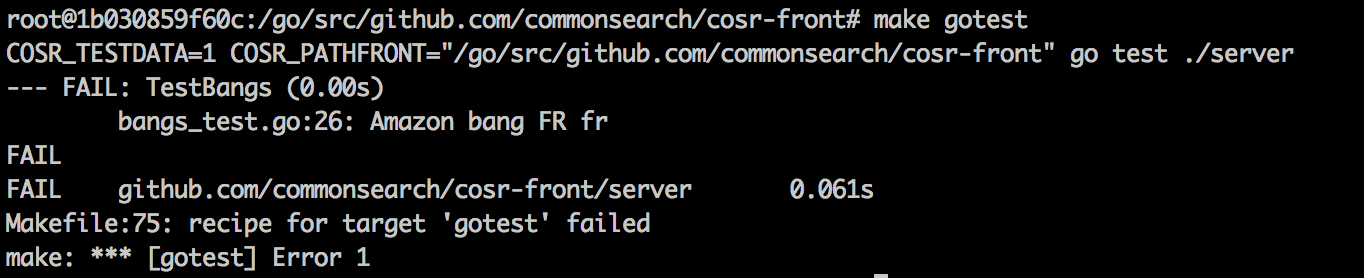 root@1b030859f60c:/go/src/github.com/commonsearch/cosr-front# make gotest
COSR_TESTDATA=1 COSR_PATHFRONT="/go/src/github.com/commonsearch/cosr-front" go test ./server
--- FAIL: TestBangs (0.00s)
        bangs_test.go:26: Amazon bang FR fr
FAIL
FAIL    github.com/commonsearch/cosr-front/server       0.061s
Makefile:75: recipe for target 'gotest' failed
make: *** [gotest] Error 1